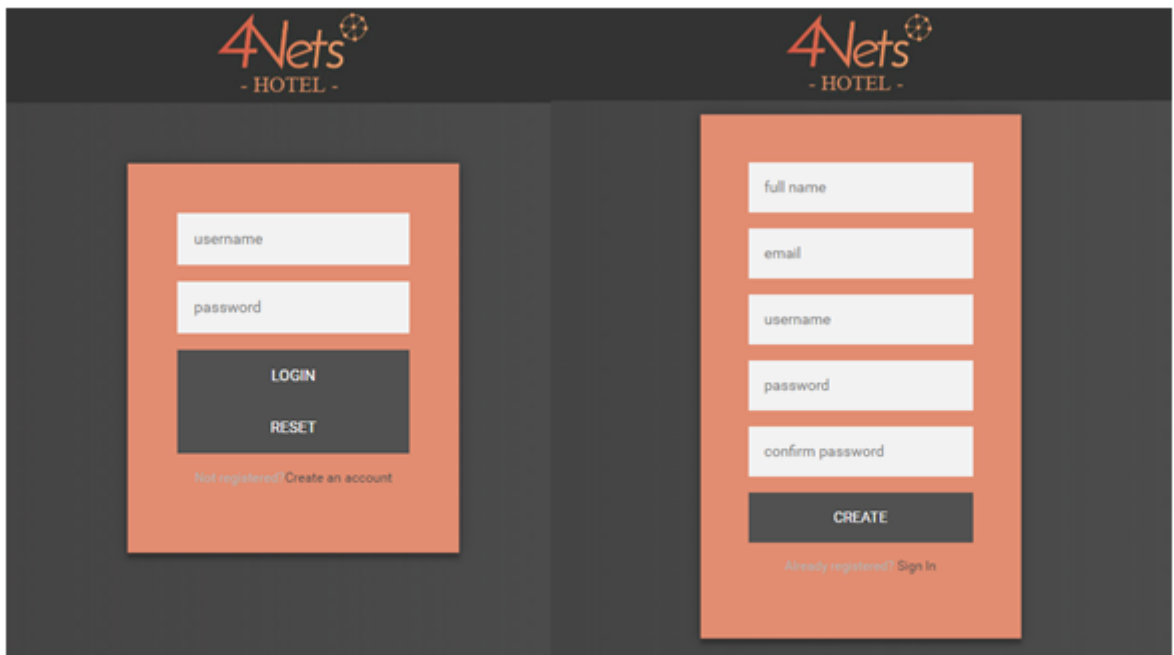 4Nets
- HOTEL -
username
password
LOGIN
RESET
Not registered? Create an account
4Nets
- HOTEL -
full name
email
username
password
confirm password
CREATE
Already registered? Sign In